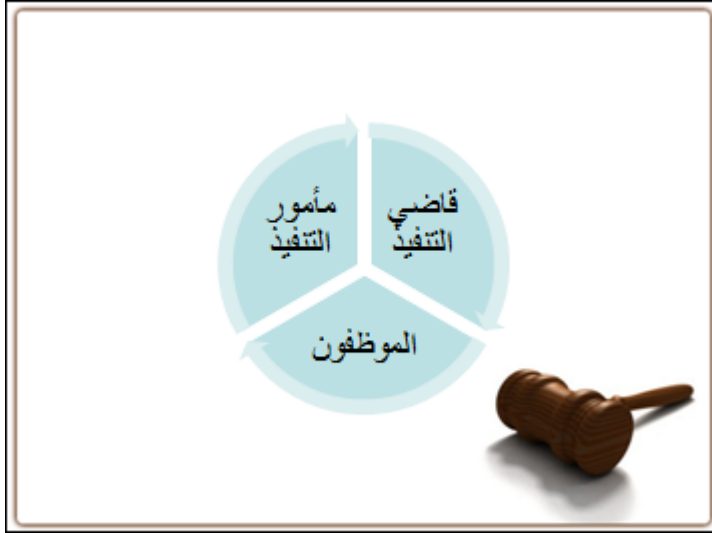 قاضي
التنفيذ
الموظفون
مأمور
التنفيذ